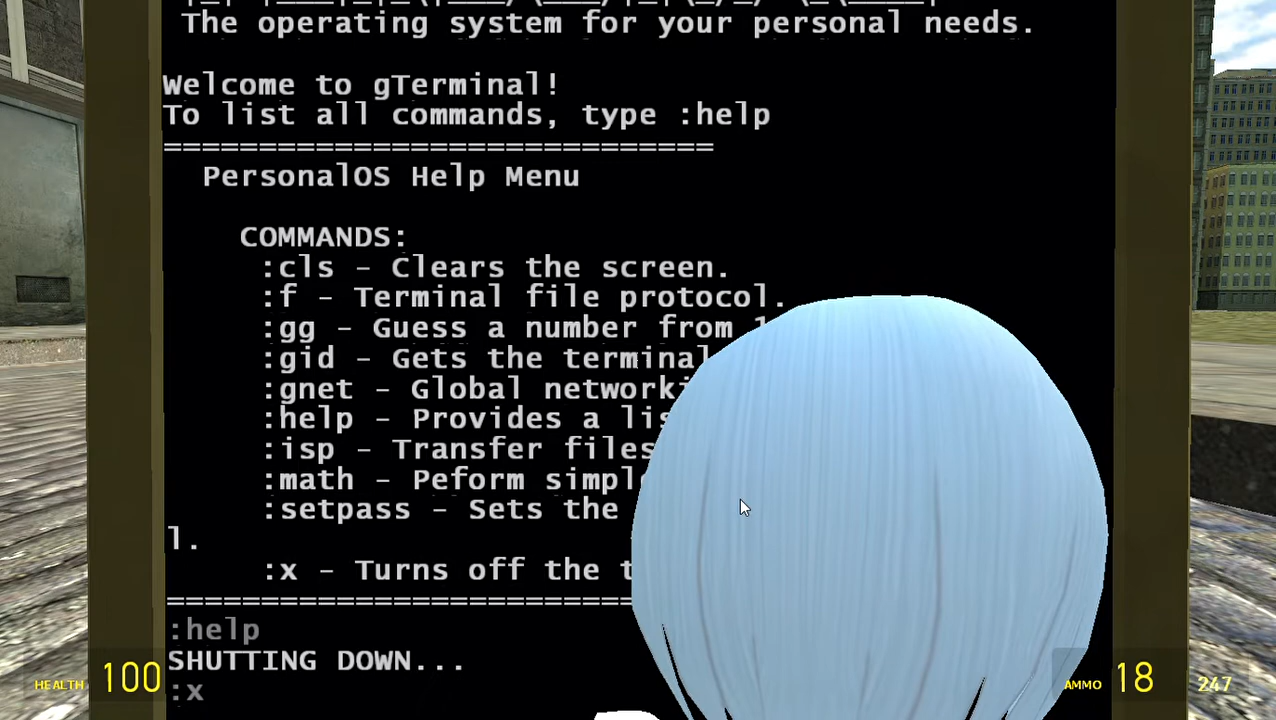 The operating system for your personal needs.
Welcome to gTerminal!
To list all commands, type :help
==============================
PersonalOS Help Menu
COMMANDS:
:cls - Clears the screen.
:f - Terminal file protocol.
:gg - Guess a number from
:gid - Gets the terminal
:gnet - Global
:help - Provides a
:isp - Transfer files
:math - Peform
:setpass - Sets the
l.
:x - Turns off the
:help
SHUTTING DOWN...
:x
HEALTH 100
AMMO 18 247